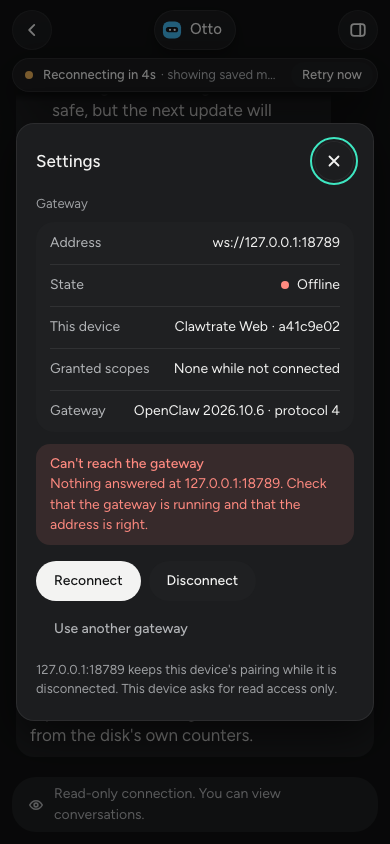 Otto
Reconnecting in 4s · showing saved m… Retry now
safe, but the next update will
Settings
Gateway
Address ws://127.0.0.1:18789
State Offline
This device Clawtrate Web · a41c9e02
Granted scopes None while not connected
Gateway OpenClaw 2026.10.6 · protocol 4
Can't reach the gateway
Nothing answered at 127.0.0.1:18789. Check
that the gateway is running and that the
address is right.
Reconnect Disconnect
Use another gateway
127.0.0.1:18789 keeps this device's pairing while it is
disconnected. This device asks for read access only.
from the disk's own counters.
Read-only connection. You can view
conversations.